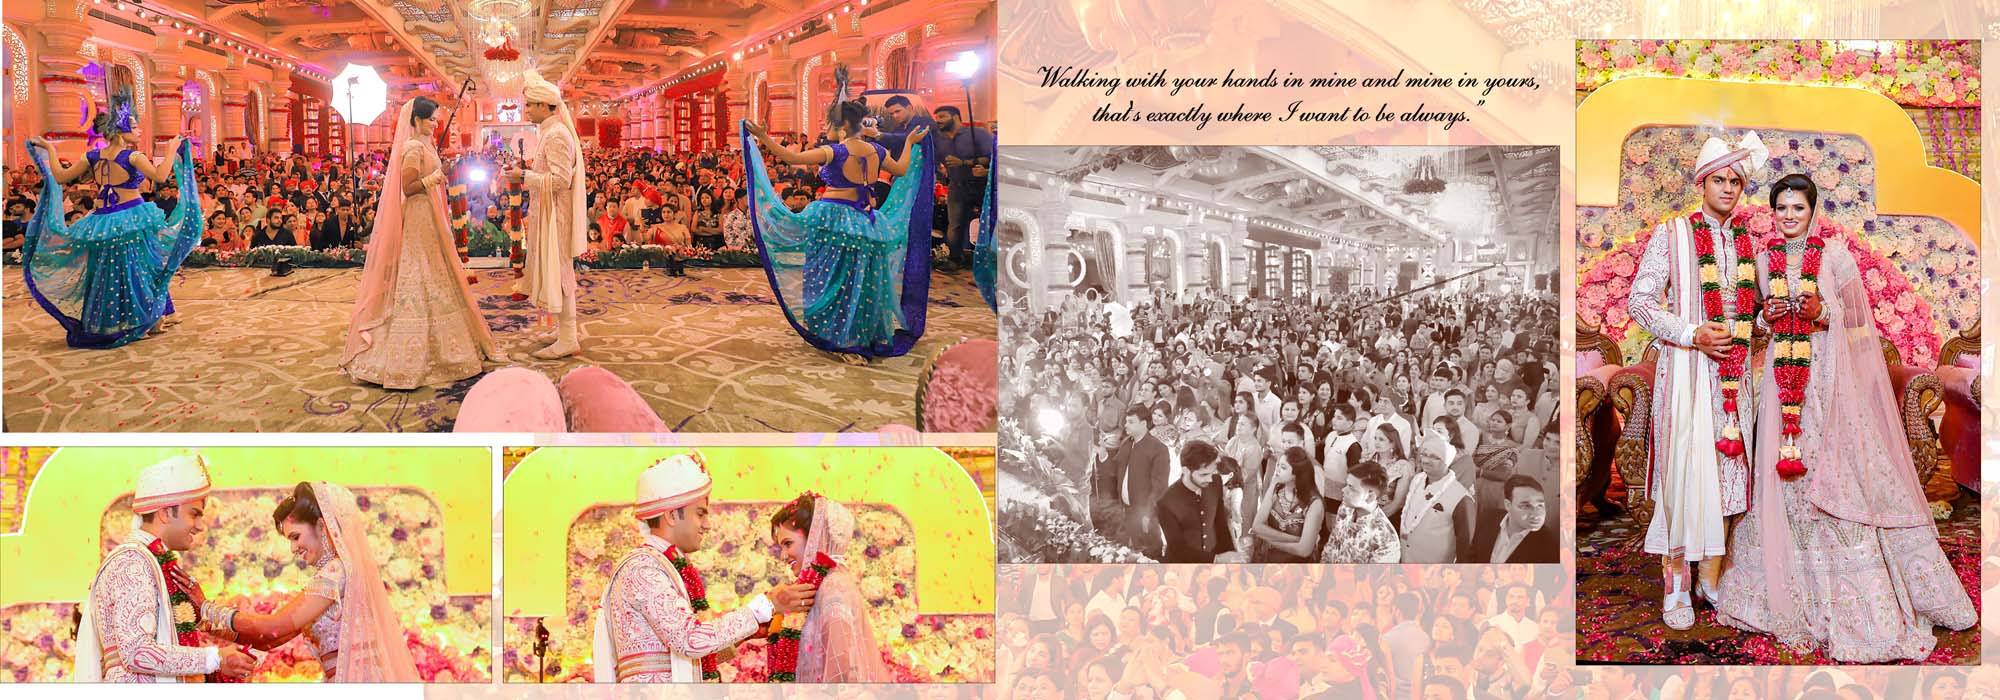 Walking with your hands in mine and mine in yours,
that's exactly where I want to be always."